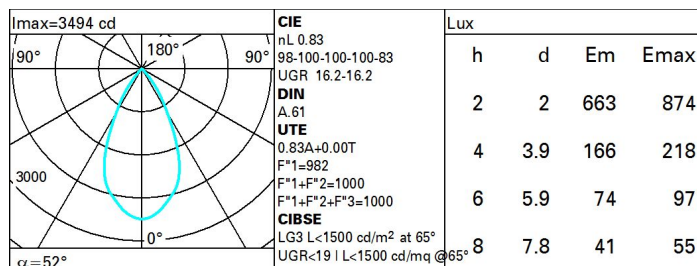 Imax=3494 cd
90°
180°
90°
3000
0°
α=52°
CIE
nL 0.83
98-100-100-100-83
UGR 16.2-16.2
DIN
A.61
UTE
0.83A+0.00T
F"1=982
F"1+F"2=1000
F"1+F"2+F"3=1000
CIBSE
LG3 L<1500 cd/m² at 65°
UGR<19 | L<1500 cd/mq @65°
Lux
h d Em Emax
2 2 663 874
4 3.9 166 218
6 5.9 74 97
8 7.8 41 55